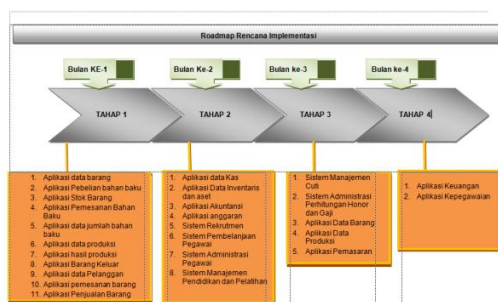 Roadmap Rencana Implementasi
Bulan KE-1
Bulan Ke-2
Bulan ke-3
Bulan ke-4
TAHAP 1
TAHAP 2
TAHAP 3
TAHAP 4
1. Aplikasi data barang
2. Aplikasi Pebelian bahan baku
3. Aplikasi Stok Barang
4. Aplikasi Pemesanan Bahan
Baku
5. Aplikasi data jumlah bahan
baku
6. Aplikasi data produksi
7. Aplikasi hasil produksi
8. Aplikasi Barang Keluar
9. Aplikasi data Pelanggan
10. Aplikasi pemesanan barang
11. Aplikasi Penjualan Barang
1. Aplikasi data Kas
2. Aplikasi Data Inventaris
dan aset
3. Aplikasi Akuntansi
4. Aplikasi anggaran
5. Sistem Rekrutmen
6. Sistem Pembelanjaan
Pegawai
7. Sistem Administrasi
Pegawai
8. Sistem Manajemen
Pendidikan dan Pelatihan
1. Sistem Manajemen
Cuti
2. Sistem Administrasi
Perhitungan Honor
dan Gaji
3. Aplikasi Data Barang
4. Aplikasi Data
Produksi
5. Aplikasi Pemasaran
1. Aplikasi Keuangan
2. Aplikasi Kepegawaian